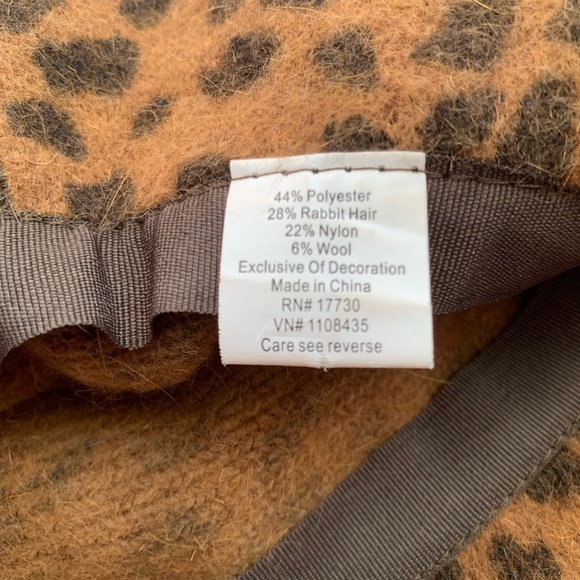 44% Polyester
28% Rabbit Hair
22% Nylon
6% Wool
Exclusive Of Decoration
Made in China
RN# 17730
VN# 1108435
Care see reverse